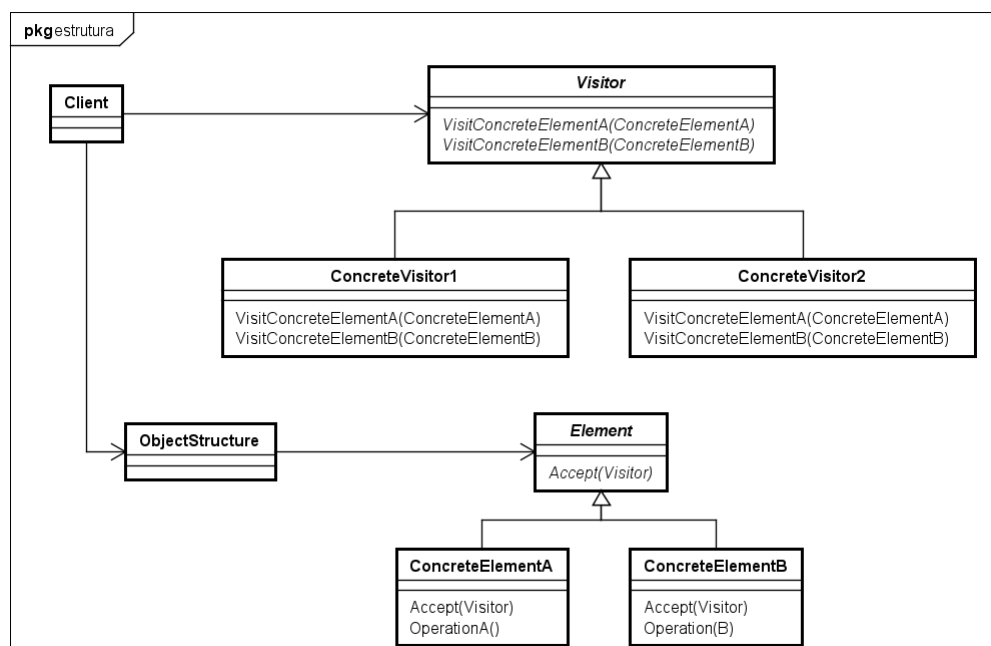 pkg estrutura
Client
Visitor
VisitConcreteElementA(ConcreteElementA)
VisitConcreteElementB(ConcreteElementB)
ConcreteVisitor1
VisitConcreteElementA(ConcreteElementA)
VisitConcreteElementB(ConcreteElementB)
ConcreteVisitor2
VisitConcreteElementA(ConcreteElementA)
VisitConcreteElementB(ConcreteElementB)
ObjectStructure
Element
Accept(Visitor)
ConcreteElementA
Accept(Visitor)
OperationA()
ConcreteElementB
Accept(Visitor)
Operation(B)